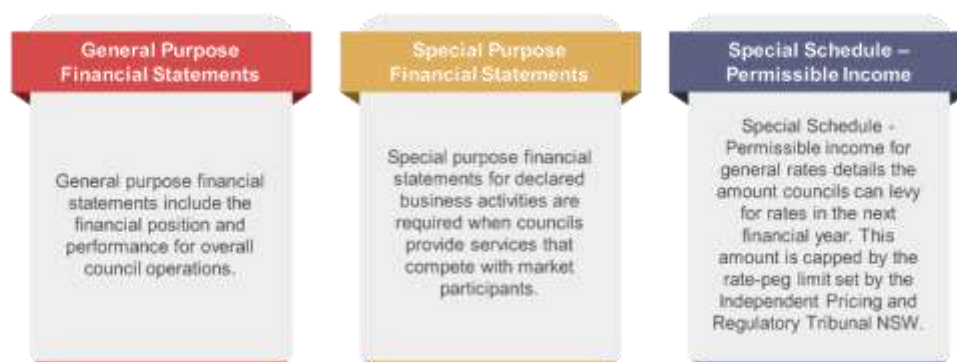 General Purpose
Financial Statements
General purpose financial
statements include the
financial position and
performance for overall
council operations.
Special Purpose
Financial Statements
Special purpose financial
statements for declared
business activities are
required when councils
provide services that
compete with market
participants.
Special Schedule –
Permissible Income
Special Schedule -
Permissible income for
general rates details the
amount councils can levy
for rates in the next
financial year. This
amount is capped by the
rate-peg limit set by the
Independent Pricing and
Regulatory Tribunal NSW.